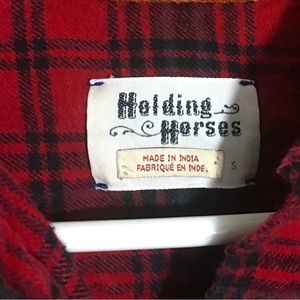 Holding
Horses
MADE IN INDIA
FABRIQUÉ EN INDE.
S